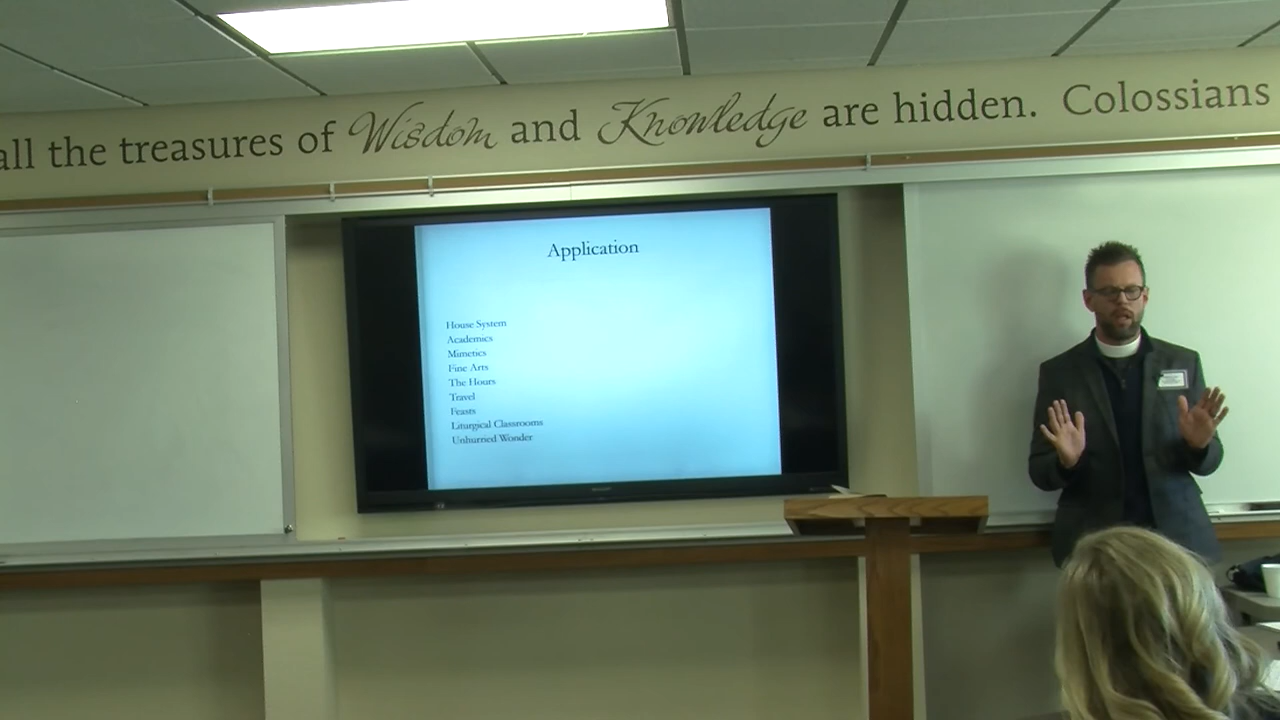 all the treasures of Wisdom and Knowledge are hidden. Colossians
Application
House System
Academics
Mimetics
Fine Arts
The Hours
Travel
Feasts
Liturgical Classrooms
Unhurried Wonder